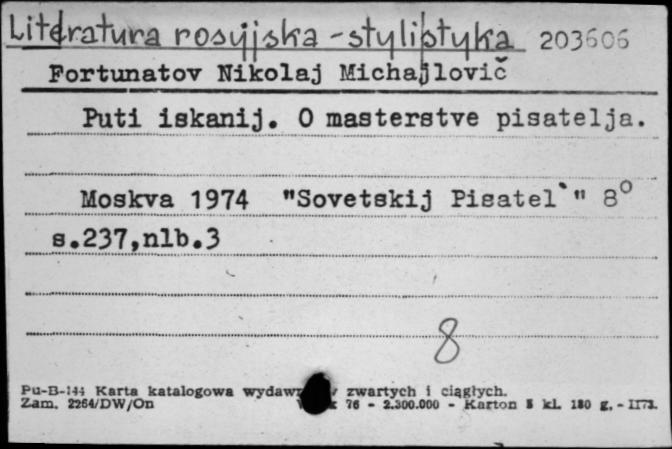 Literatura rosyjska - stylistyka 203606
Fortunatov Nikolaj Michajlovič
Puti iskanij. O masterstve pisatelja.
Moskva 1974 "Sovetskij Pisatel`" 8°
s.237,nlb.3
8
Pu-B-144 Karta katalogowa zwartych i ciągłych.
Zam. 2264/DW/On 76 - 2.300.000 - Karton kl. 180 g. - II73.